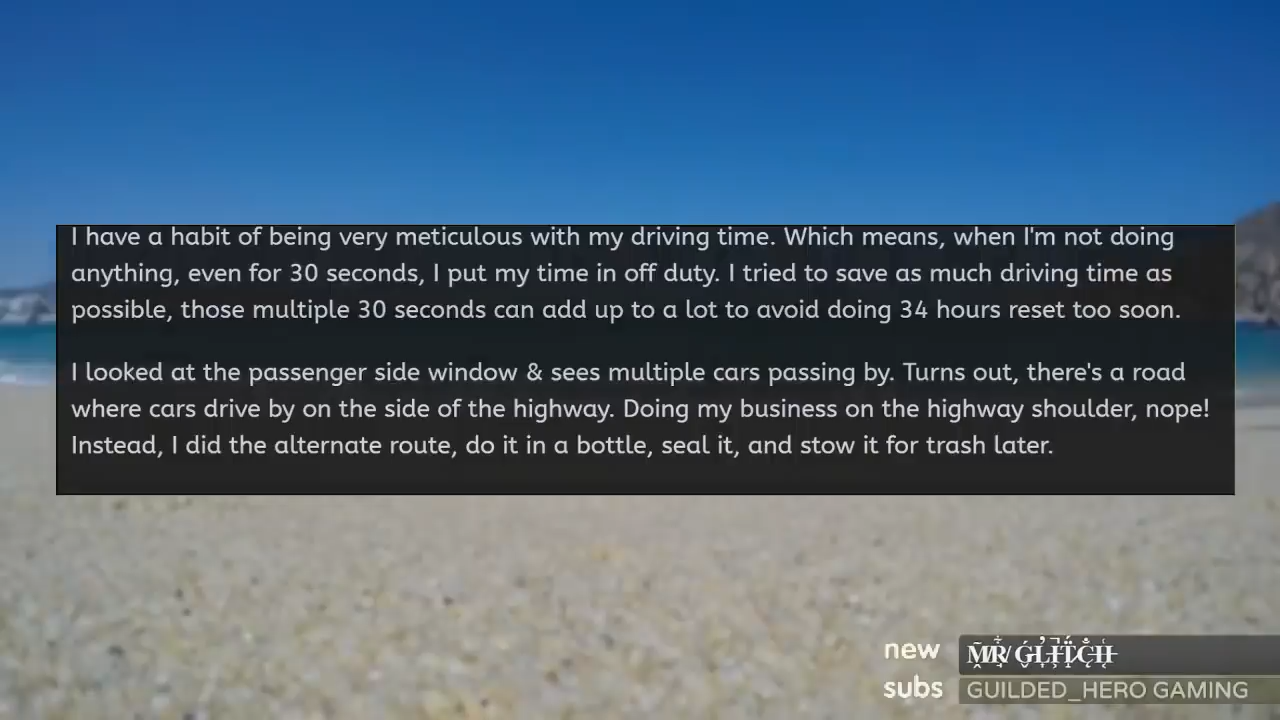 I have a habit of being very meticulous with my driving time. Which means, when I'm not doing
anything, even for 30 seconds, I put my time in off duty. I tried to save as much driving time as
possible, those multiple 30 seconds can add up to a lot to avoid doing 34 hours reset too soon.
I looked at the passenger side window & sees multiple cars passing by. Turns out, there's a road
where cars drive by on the side of the highway. Doing my business on the highway shoulder, nope!
Instead, I did the alternate route, do it in a bottle, seal it, and stow it for trash later.
new MR GLITCH
subs GUILDED_HERO GAMING